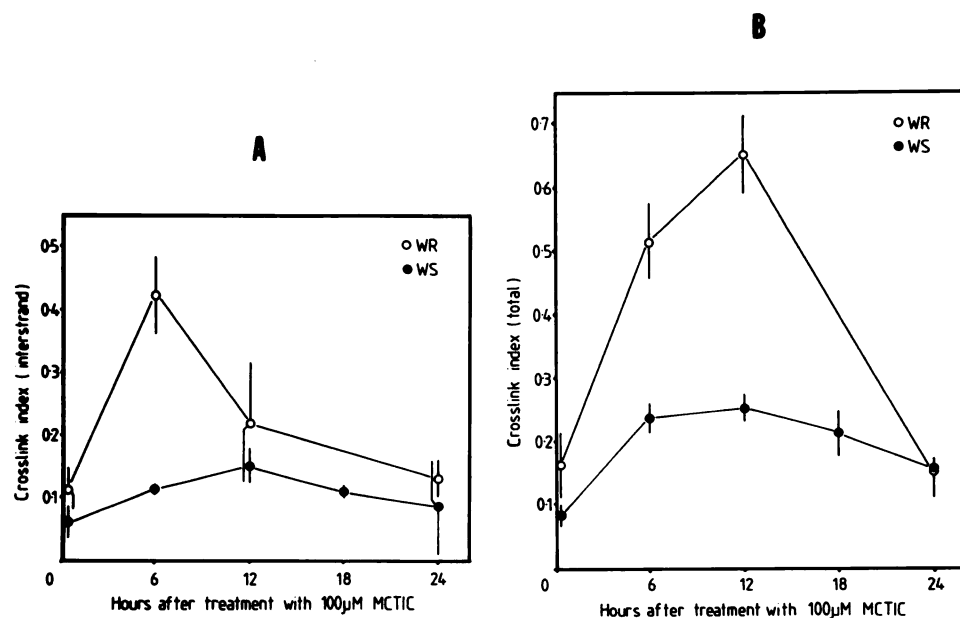 A
Crosslink index (interstrand)
0·5
0·4
0·3
0·2
0·1
0
6
12
18
24
WR
WS
Hours after treatment with 100µM MCTIC
B
Crosslink index (total)
0·7
0·6
0·5
0·4
0·3
0·2
0·1
0
6
12
18
24
WR
WS
Hours after treatment with 100µM MCTIC